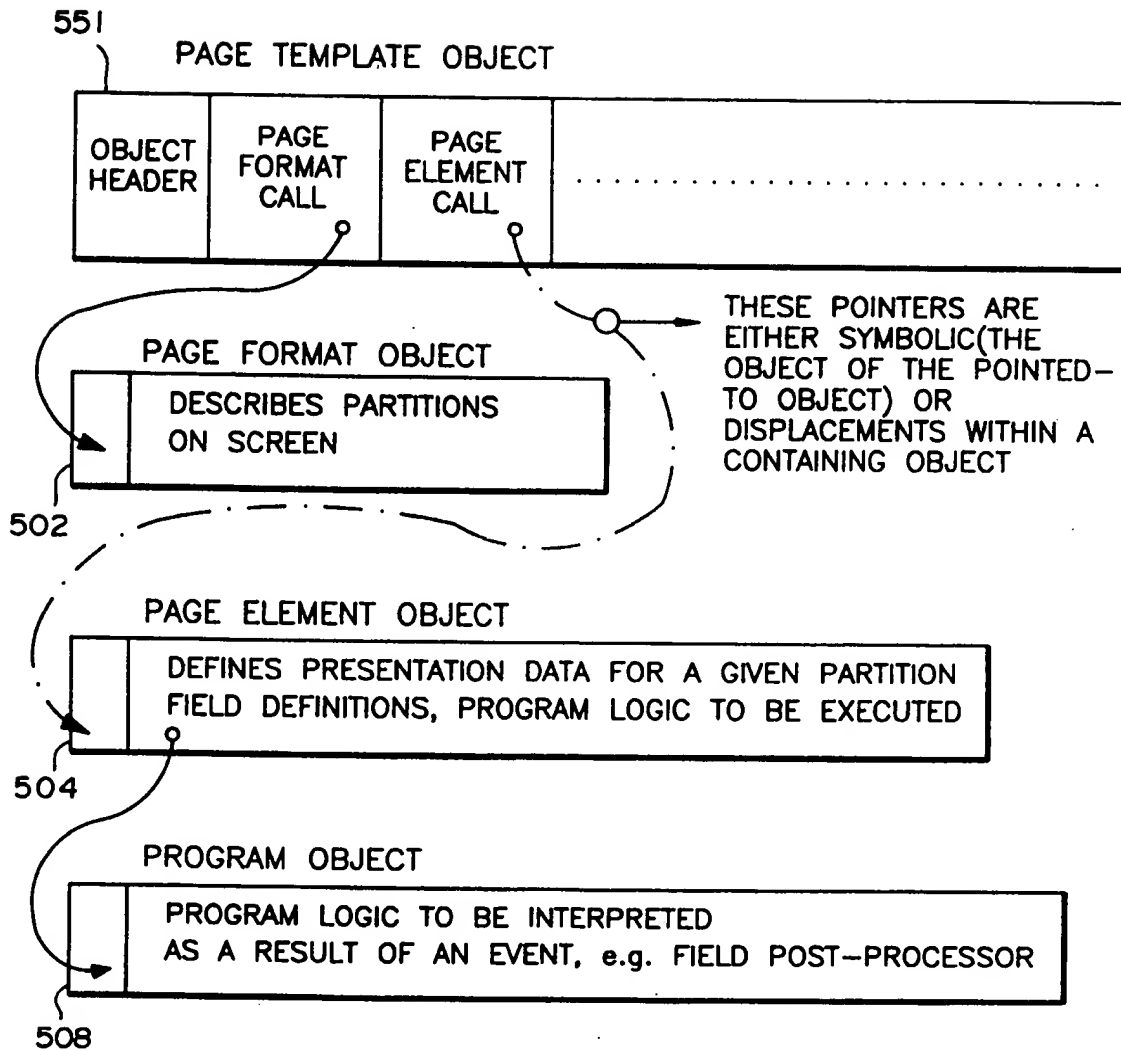 551
PAGE TEMPLATE OBJECT
OBJECT
HEADER
PAGE
FORMAT
CALL
PAGE
ELEMENT
CALL
. . . . . . . . . . . . . . . . . . . . . . . . . . . . . .
THESE POINTERS ARE
EITHER SYMBOLIC(THE
OBJECT OF THE POINTED–
TO OBJECT) OR
DISPLACEMENTS WITHIN A
CONTAINING OBJECT
PAGE FORMAT OBJECT
DESCRIBES PARTITIONS
ON SCREEN
502
PAGE ELEMENT OBJECT
DEFINES PRESENTATION DATA FOR A GIVEN PARTITION
FIELD DEFINITIONS, PROGRAM LOGIC TO BE EXECUTED
504
PROGRAM OBJECT
PROGRAM LOGIC TO BE INTERPRETED
AS A RESULT OF AN EVENT, e.g. FIELD POST–PROCESSOR
508